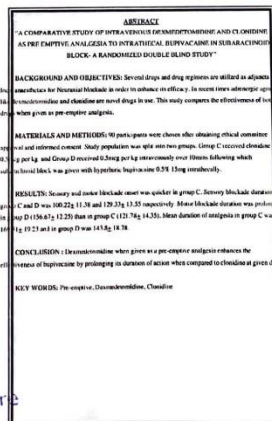 ABSTRACT
"A COMPARATIVE STUDY OF INTRAVENOUS DEXMEDETOMIDINE AND CLONIDINE
AS PRE EMPTIVE ANALGESIA TO INTRATHECAL BUPIVACAINE IN SUBARACHNOID
BLOCK- A RANDOMIZED DOUBLE BLIND STUDY"
BACKGROUND AND OBJECTIVES: Several drugs and drug regimens are utilized as adjuncts
anaesthetics for Neuraxial blockade in order to enhance its efficacy. In recent times adrenergic
dexmedetomidine and clonidine are novel drugs in use. This study compares the effectiveness of
when given as pre-emptive analgesia.
MATERIALS AND METHODS: 90 participants were chosen after obtaining ethical committee
and informed consent. Study population was split into two groups. Group C received clonidine
per kg and Group D received 0.5mcg per kg intravenously over 10mins following which
block was given with hyperbaric bupivacaine 0.5% 15mg intrathecally.
RESULTS: Sensory and motor blockade onset was quicker in group C. Sensory blockade duration
C and D was 100.22± 11.38 and 129.33± 13.55 respectively. Motor blockade duration was
in group D (156.67± 12.25) than in group C (121.78± 14.35). Mean duration of analgesia in group C was
19.23 and in group D was 18.78
CONCLUSION : Dexmedetomidine when given as a pre-emptive analgesia enhances the
of bupivacaine by prolonging its duration of action when compared to clonidine at given
KEY WORDS: Pre-emptive, Dexmedetomidine, Clonidine
re